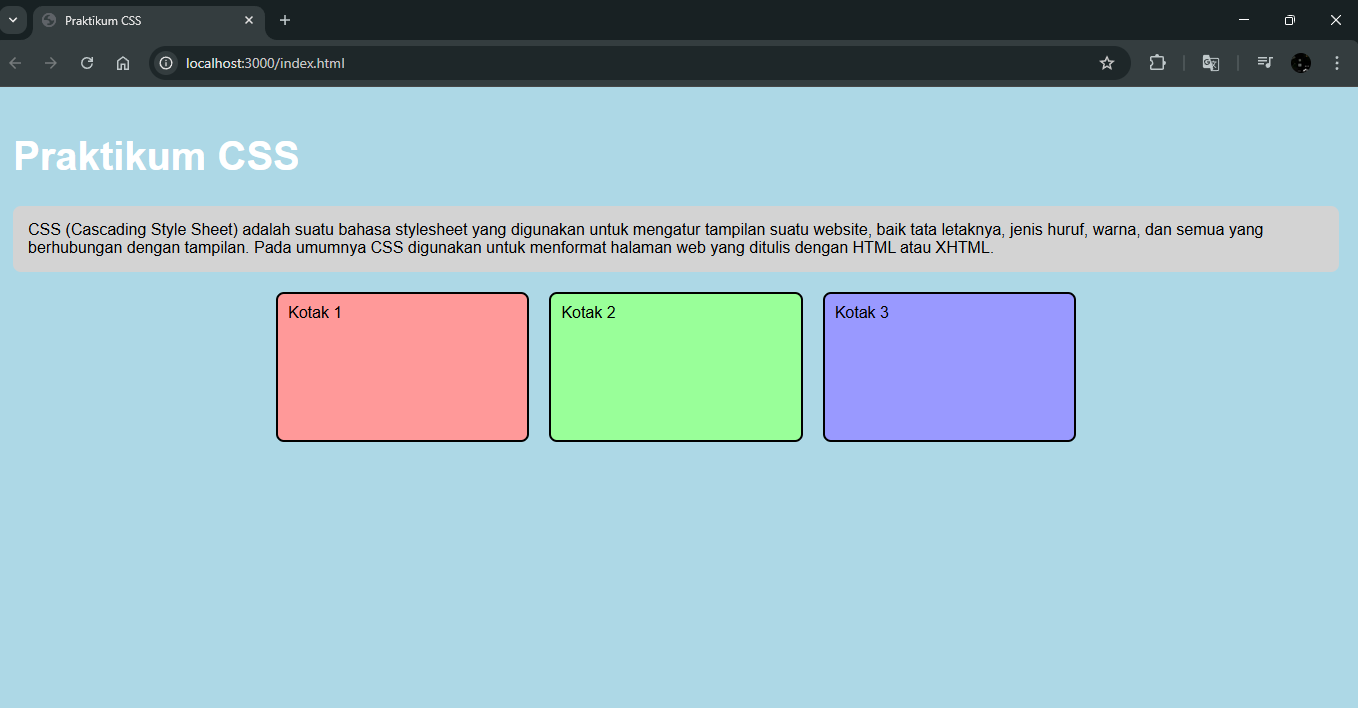 Praktikum CSS
localhost:3000/index.html
Praktikum CSS
CSS (Cascading Style Sheet) adalah suatu bahasa stylesheet yang digunakan untuk mengatur tampilan suatu website, baik tata letaknya, jenis huruf, warna, dan semua yang
berhubungan dengan tampilan. Pada umumnya CSS digunakan untuk menformat halaman web yang ditulis dengan HTML atau XHTML.
Kotak 1
Kotak 2
Kotak 3